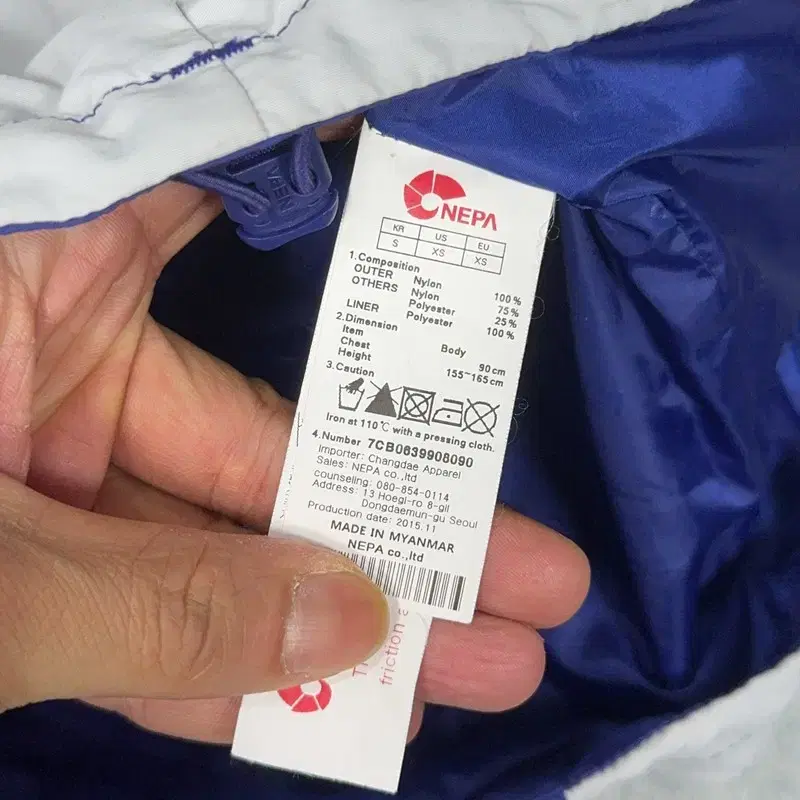 NEPA
NEPA
KR US EU
S XS XS
1.Composition
OUTER Nylon 100%
OTHERS Nylon 75%
Polyester 25%
LINER Polyester 100%
2.Dimension
Item Body
Chest 90cm
Height 155~165cm
3.Caution
Iron at 110℃ with a pressing cloth.
4.Number 7CB0639908090
Importer: Changdae Apparel
Sales: NEPA co.,ltd
counseling: 080-854-0114
Address: 13 Hoegi-ro 8-gil
Dongdaemun-gu Seoul
Production date: 2015.11
MADE IN MYANMAR
NEPA co.,ltd
friction